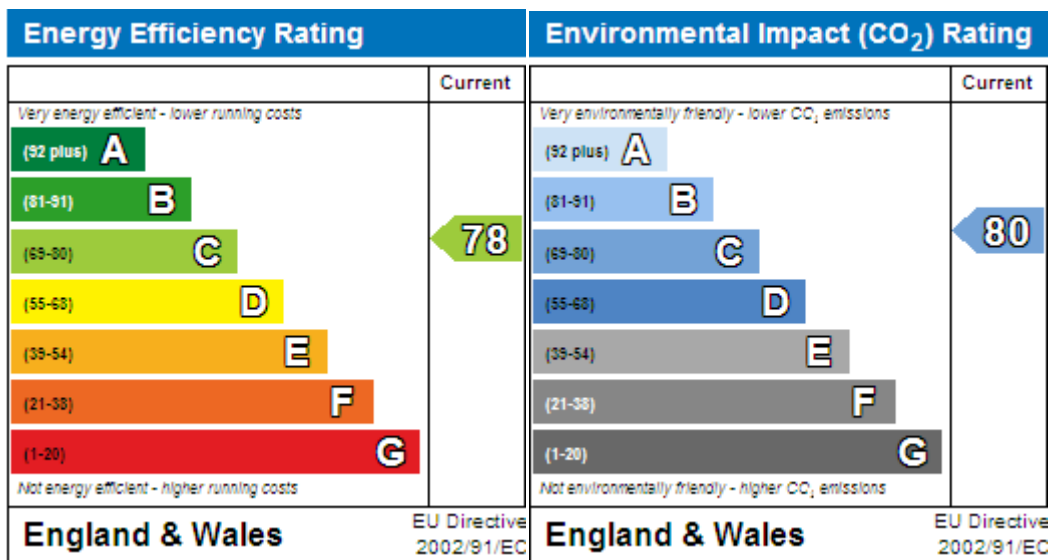 Energy Efficiency Rating
Current
Very energy efficient - lower running costs
(92 plus) A
(81-91) B
(69-80) C
78
(55-68) D
(39-54) E
(21-38) F
(1-20) G
Not energy efficient - higher running costs
England & Wales
EU Directive
2002/91/EC
Environmental Impact (CO₂) Rating
Current
Very environmentally friendly - lower CO₂ emissions
(92 plus) A
(81-91) B
(69-80) C
80
(55-68) D
(39-54) E
(21-38) F
(1-20) G
Not environmentally friendly - higher CO₂ emissions
England & Wales
EU Directive
2002/91/EC